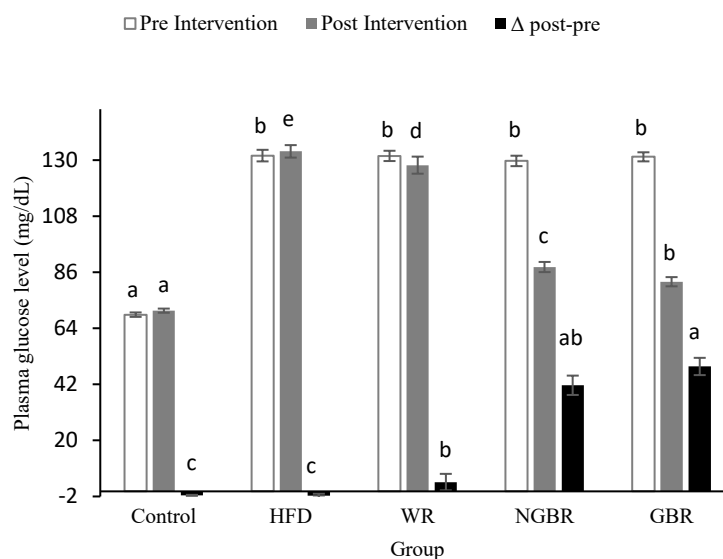 Pre Intervention Post Intervention Δ post-pre
Plasma glucose level (mg/dL)
130
108
86
64
42
20
-2
a a c
b e c
b d b
b c ab
b b a
Control HFD WR NGBR GBR
Group